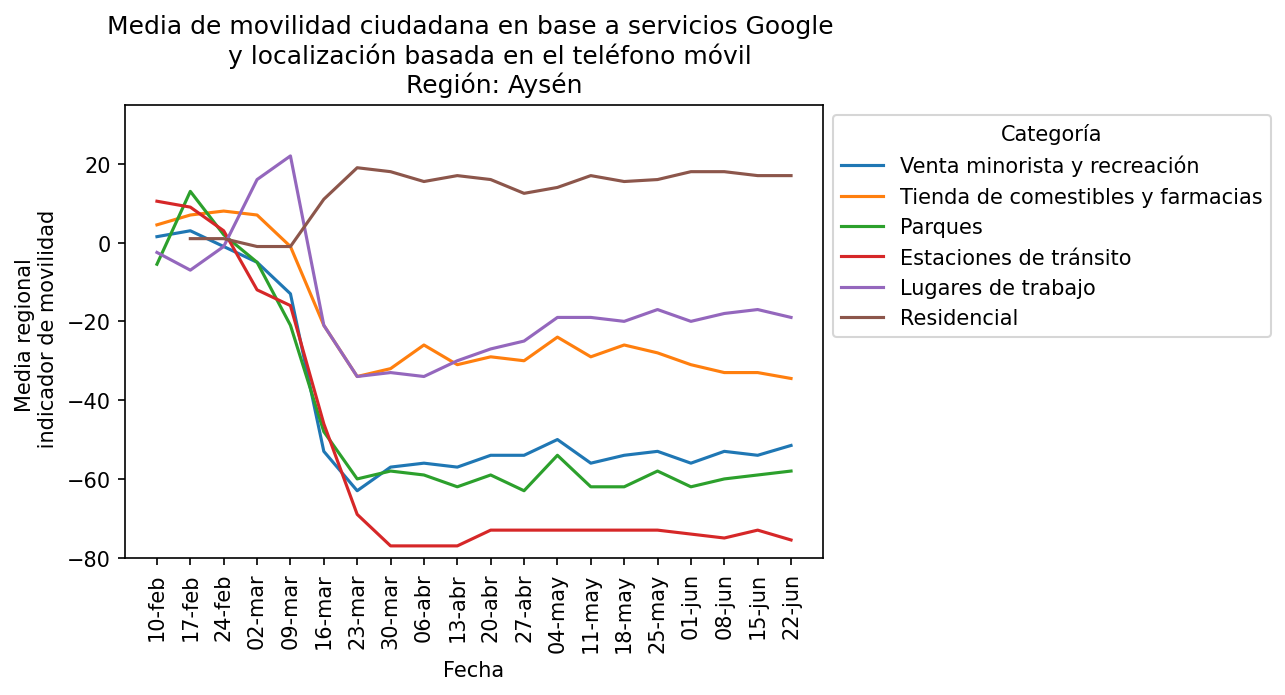 Media de movilidad ciudadana en base a servicios Google
y localización basada en el teléfono móvil
Región: Aysén
Media regional
indicador de movilidad
20
0
−20
−40
−60
−80
10-feb
17-feb
24-feb
02-mar
09-mar
16-mar
23-mar
30-mar
06-abr
13-abr
20-abr
27-abr
04-may
11-may
18-may
25-may
01-jun
08-jun
15-jun
22-jun
Fecha
Categoría
Venta minorista y recreación
Tienda de comestibles y farmacias
Parques
Estaciones de tránsito
Lugares de trabajo
Residencial